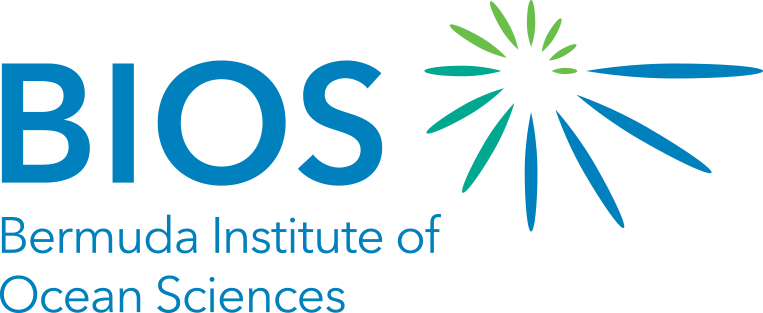 BIOS
Bermuda Institute of
Ocean Sciences